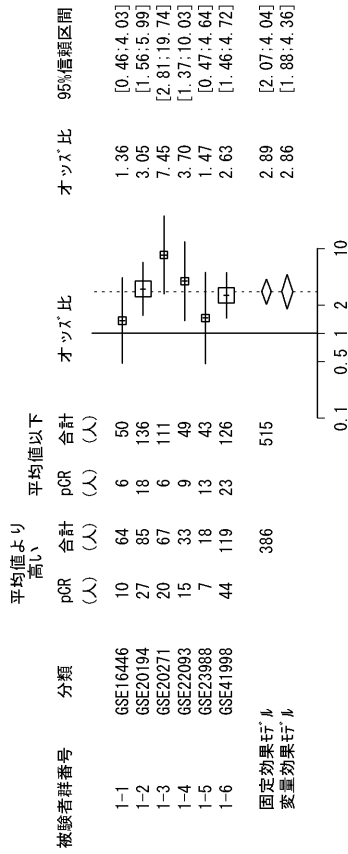 平均値より高い 平均値以下
被験者群番号 分類 pCR (人) 合計 (人) pCR (人) 合計 (人) オッズ比 オッズ比 95%信頼区間
1-1 GSE16446 10 64 6 50 1.36 [0.46;4.03]
1-2 GSE20194 27 85 18 136 3.05 [1.56;5.99]
1-3 GSE20271 20 67 6 111 7.45 [2.81;19.74]
1-4 GSE22093 15 33 9 49 3.70 [1.37;10.03]
1-5 GSE23988 7 18 13 43 1.47 [0.47;4.64]
1-6 GSE41998 44 119 23 126 2.63 [1.46;4.72]
固定効果モデル 386 515 2.89 [2.07;4.04]
変量効果モデル 2.86 [1.88;4.36]
0.1 0.5 1 2 10